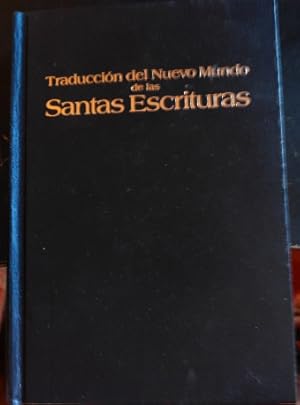 Traducción del Nuevo Mundo
de las
Santas Escrituras